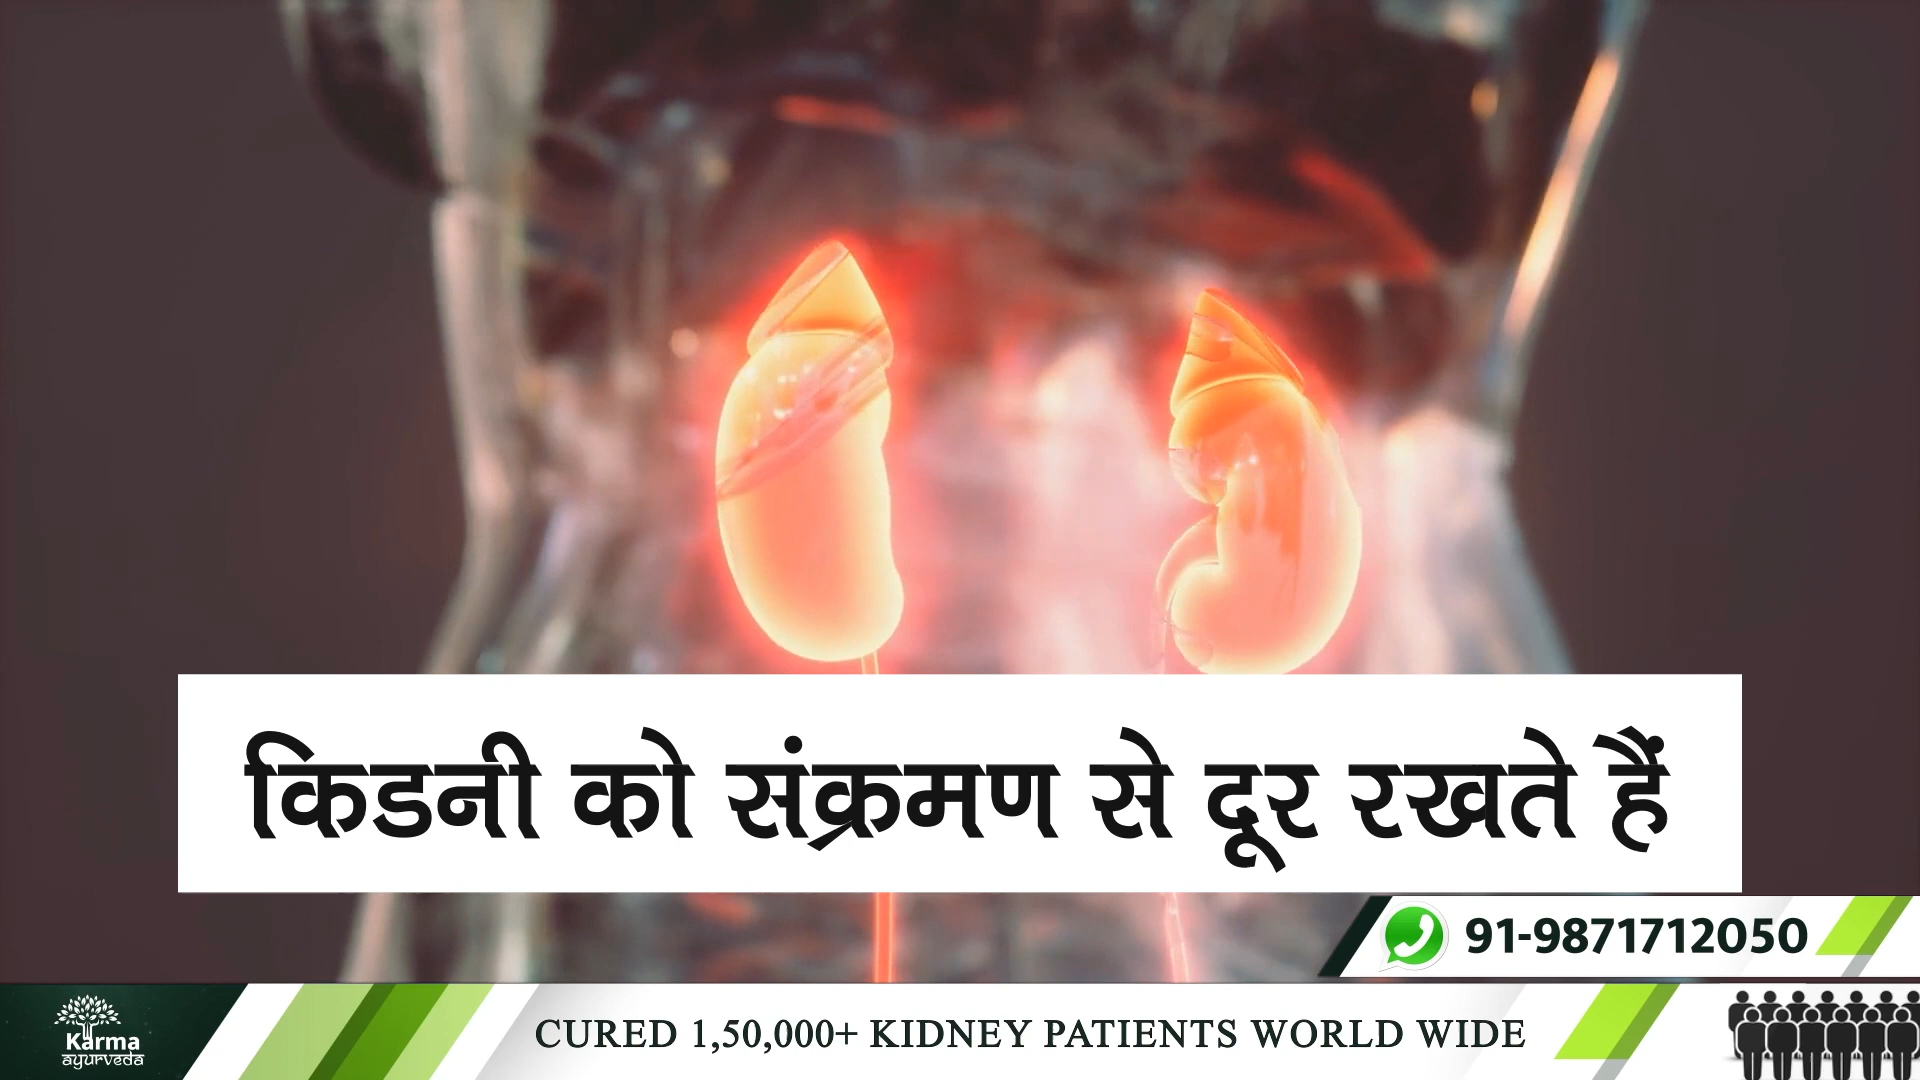 किडनी को संक्रमण से दूर रखते हैं
91-9871712050
Karma
ayurveda
CURED 1,50,000+ KIDNEY PATIENTS WORLD WIDE